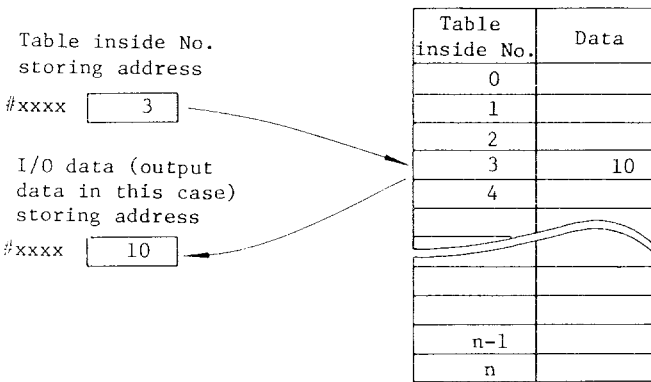 Table inside No.
storing address
#xxxx 3
I/O data (output
data in this case)
storing address
#xxxx 10
Table
inside No.
Data
0
1
2
3 10
4
n-1
n